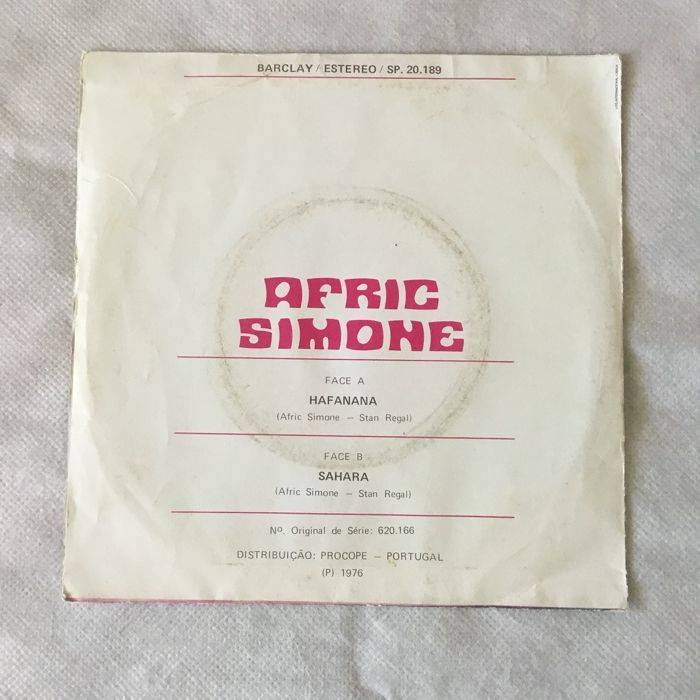 BARCLAY / ESTEREO / SP. 20.189
AFRIC
SIMONE
FACE A
HAFANANA
(Afric Simone — Stan Regal)
FACE B
SAHARA
(Afric Simone — Stan Regal)
Nº. Original de Série: 620.166
DISTRIBUIÇÃO: PROCOPE — PORTUGAL
(P) 1976